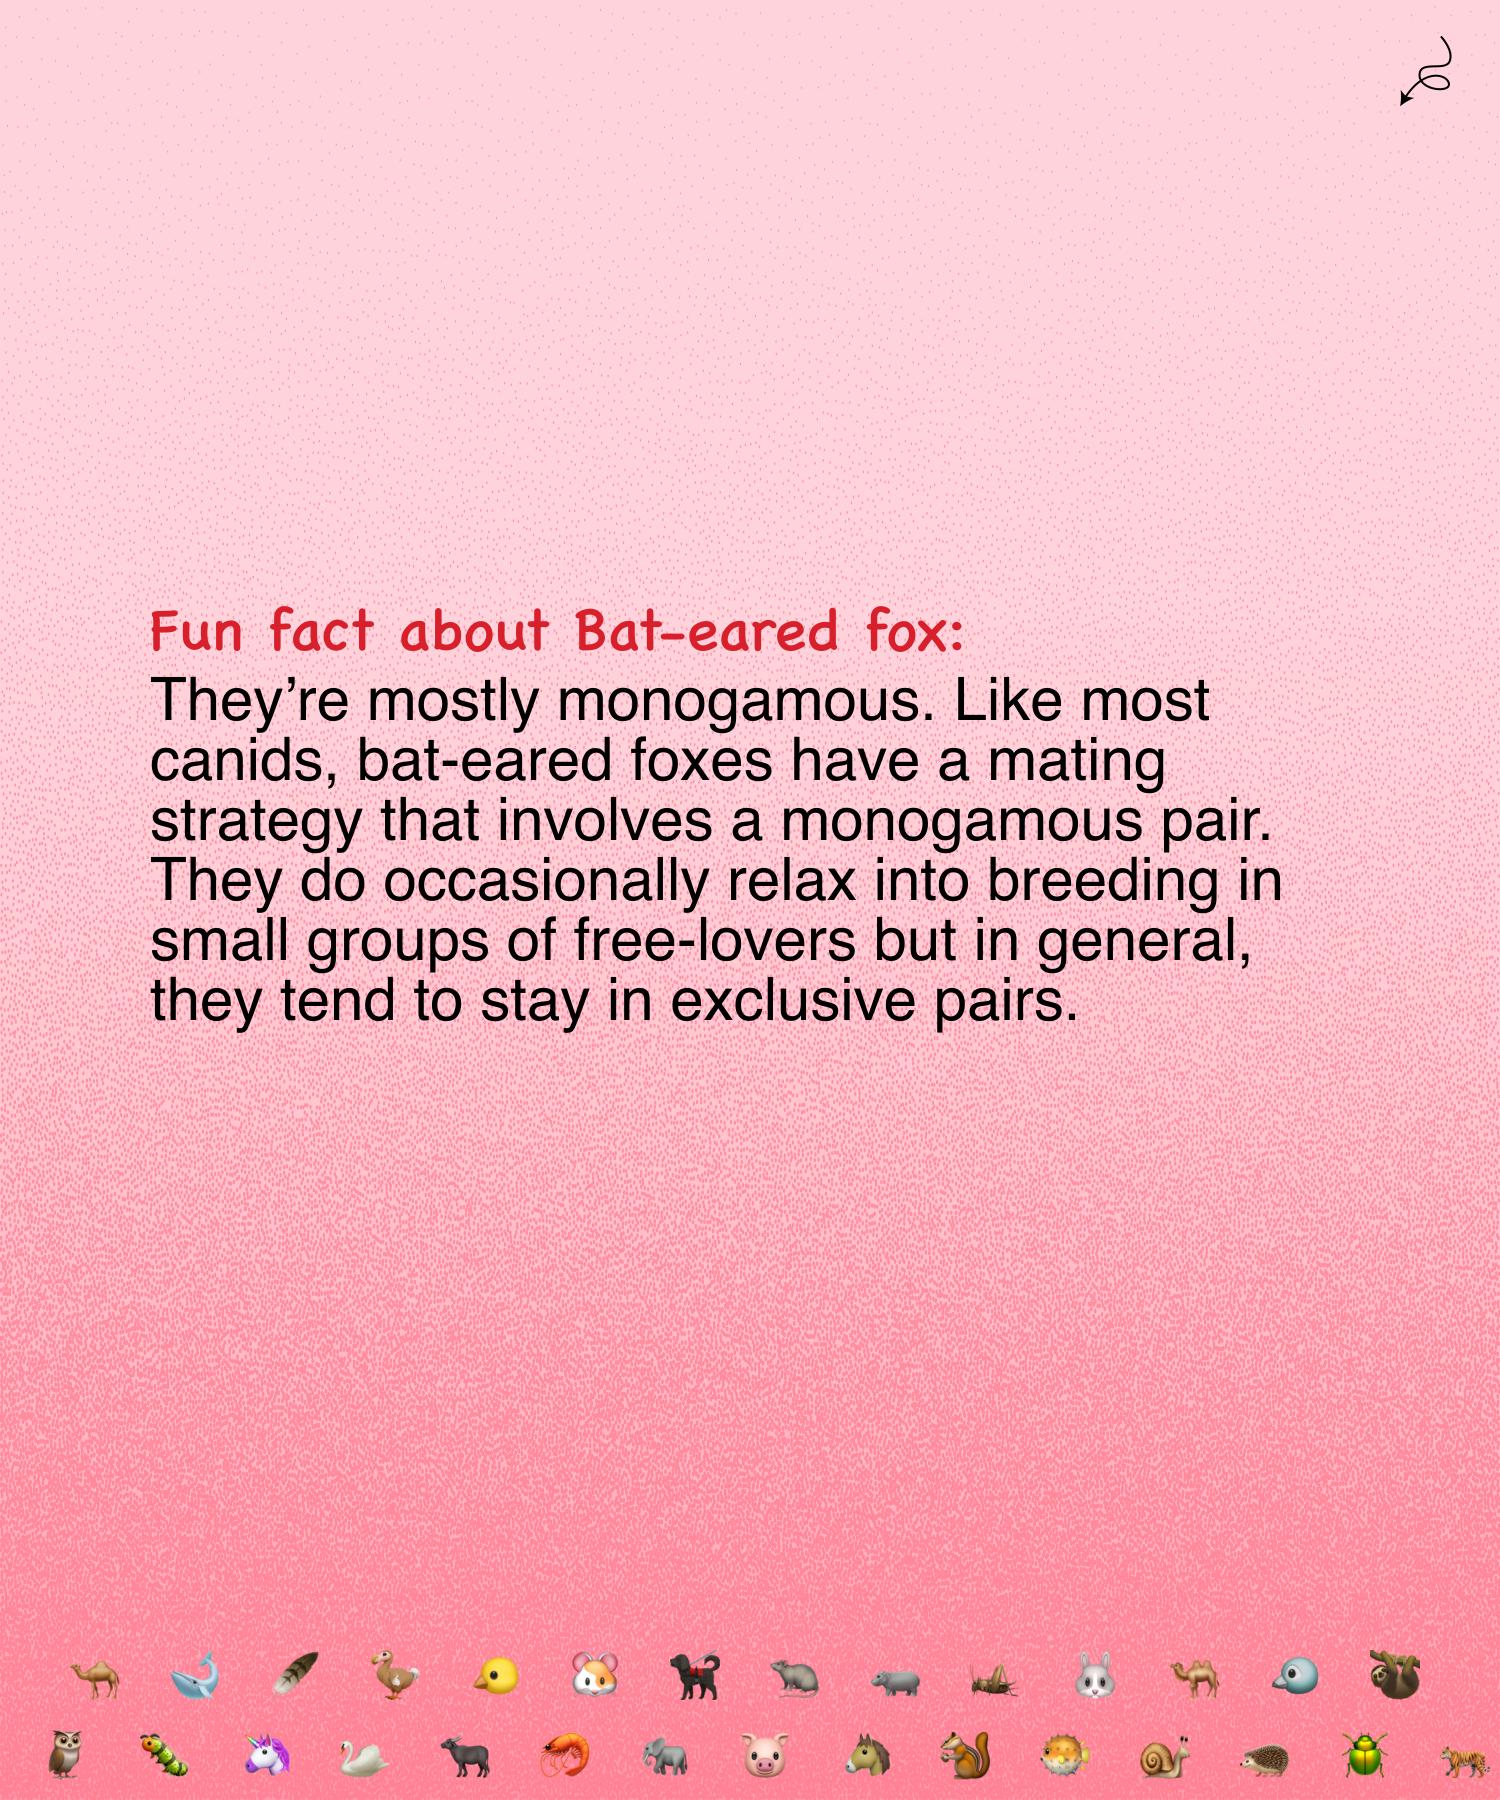 Fun fact about Bat-eared fox:
They’re mostly monogamous. Like most
canids, bat-eared foxes have a mating
strategy that involves a monogamous pair.
They do occasionally relax into breeding in
small groups of free-lovers but in general,
they tend to stay in exclusive pairs.